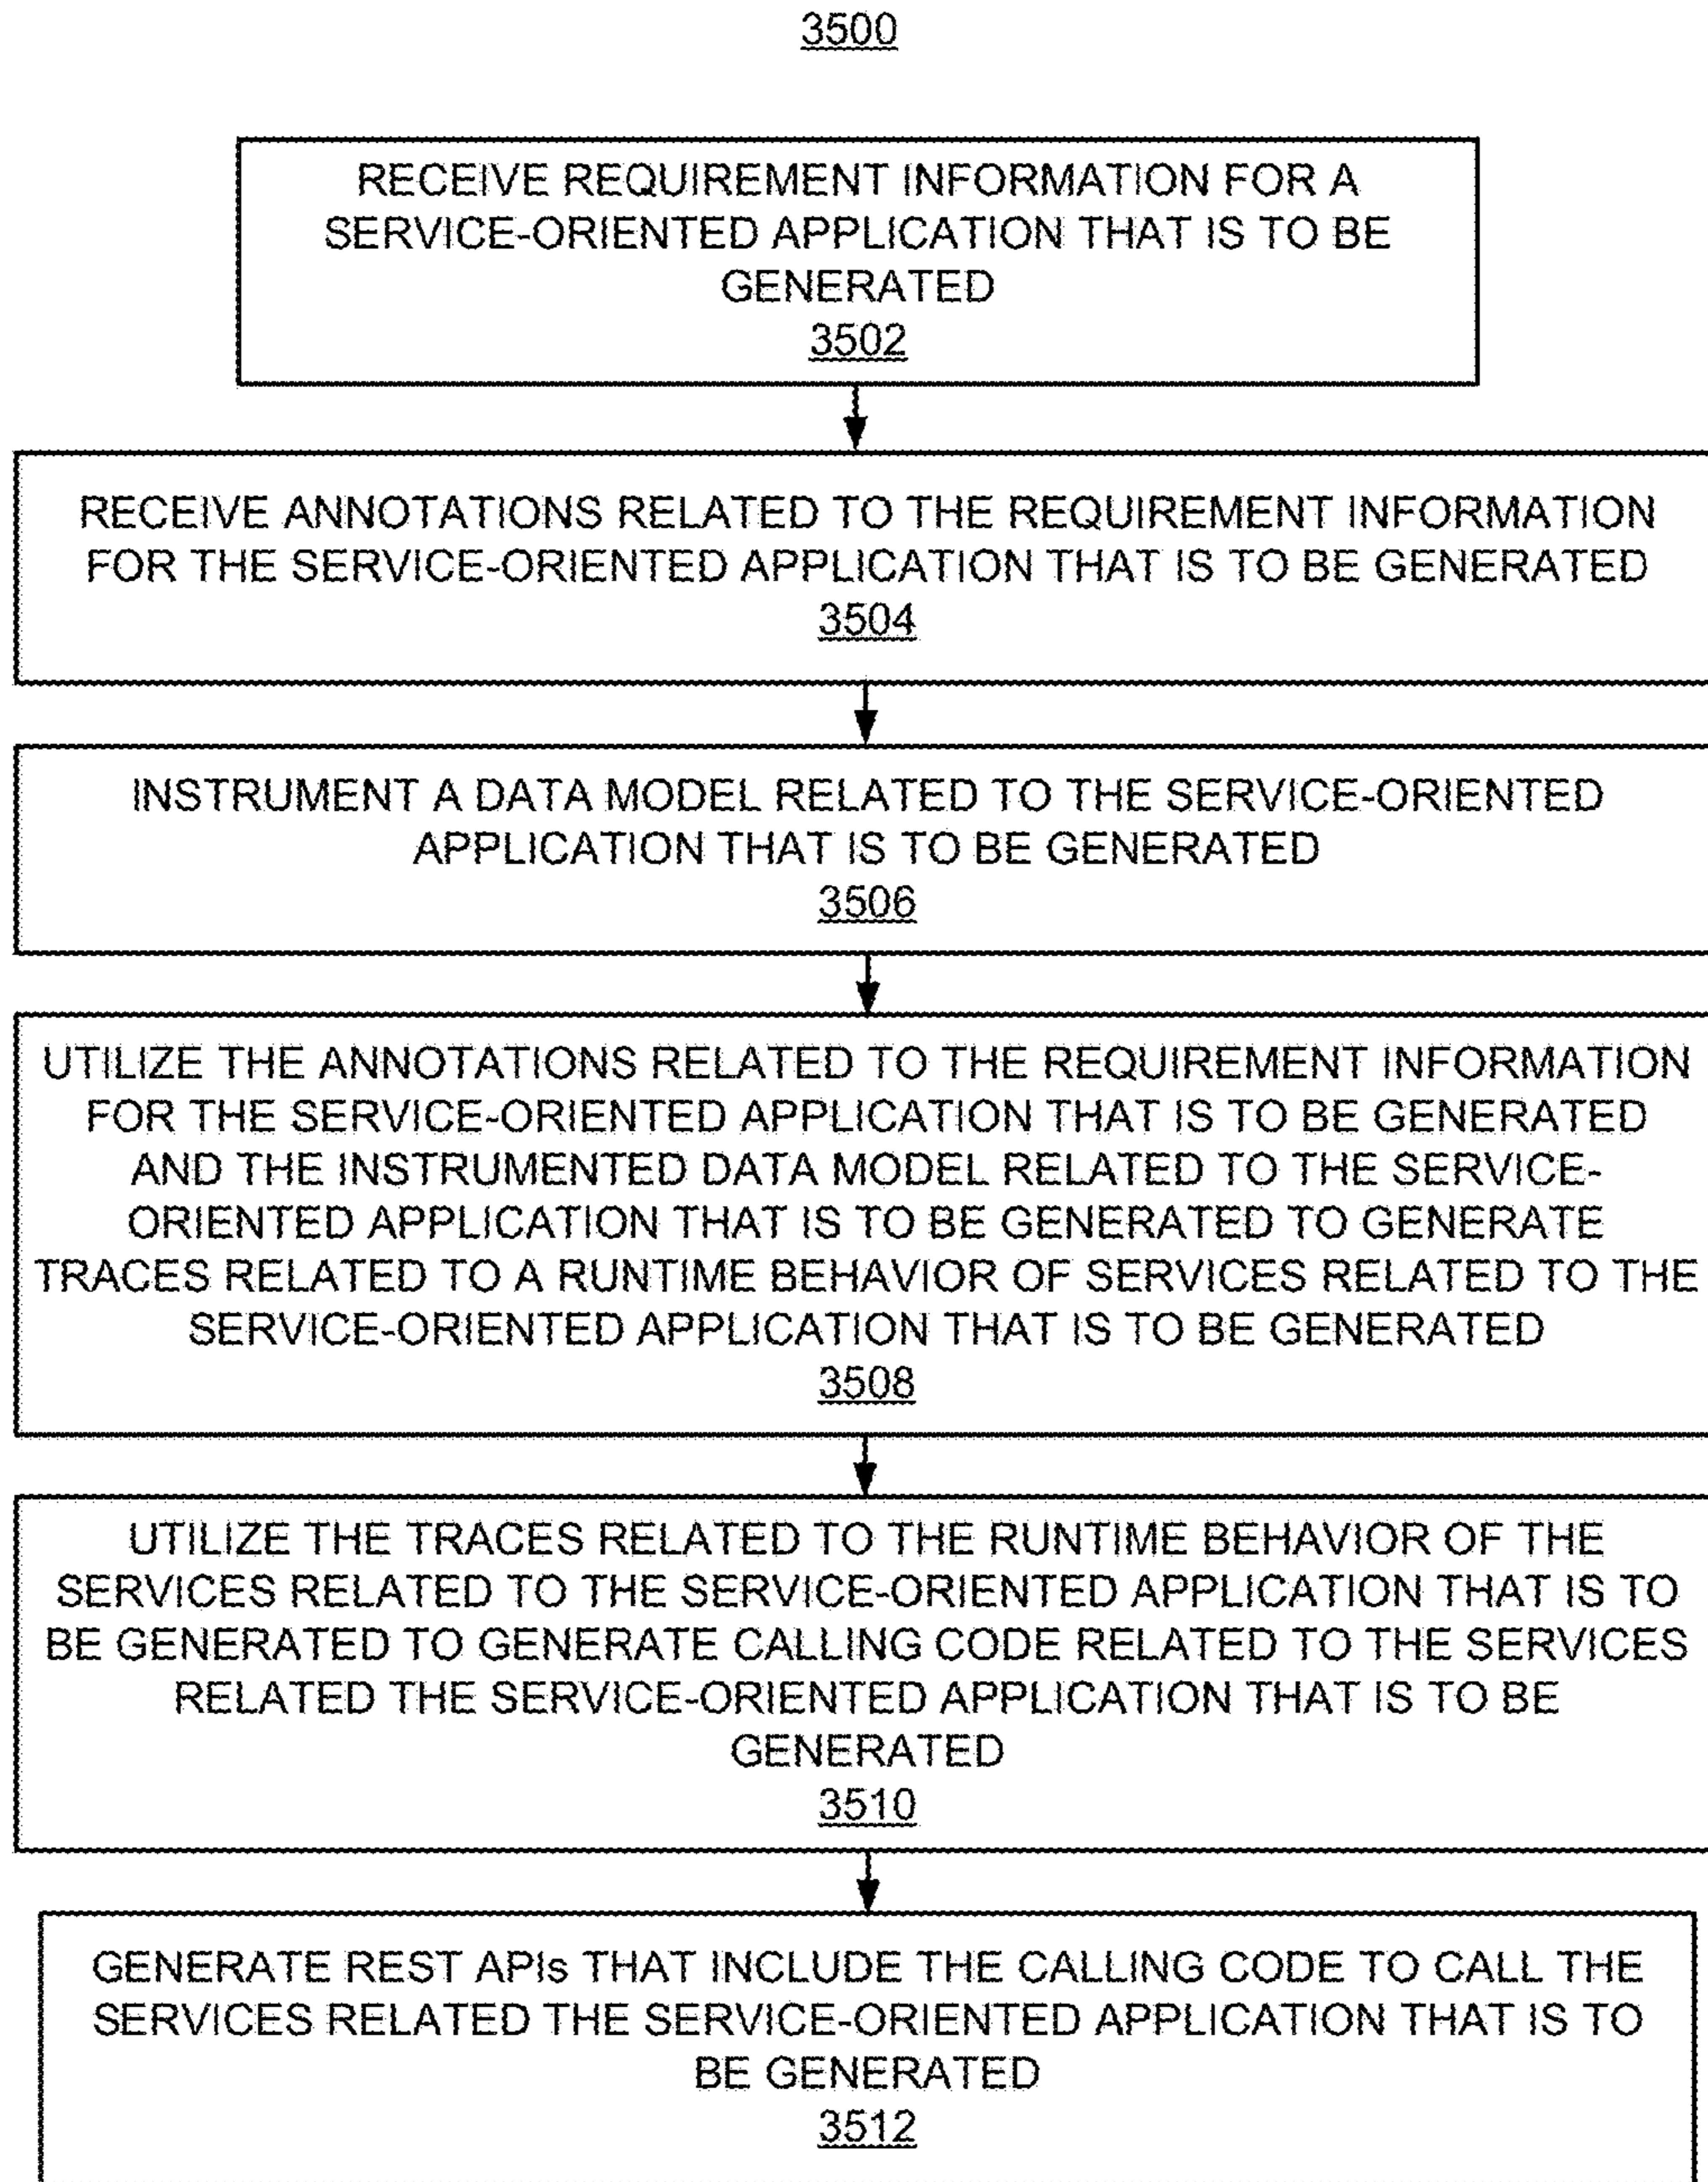 3500
RECEIVE REQUIREMENT INFORMATION FOR A
SERVICE-ORIENTED APPLICATION THAT IS TO BE
GENERATED
3502
RECEIVE ANNOTATIONS RELATED TO THE REQUIREMENT INFORMATION
FOR THE SERVICE-ORIENTED APPLICATION THAT IS TO BE GENERATED
3504
INSTRUMENT A DATA MODEL RELATED TO THE SERVICE-ORIENTED
APPLICATION THAT IS TO BE GENERATED
3506
UTILIZE THE ANNOTATIONS RELATED TO THE REQUIREMENT INFORMATION
FOR THE SERVICE-ORIENTED APPLICATION THAT IS TO BE GENERATED
AND THE INSTRUMENTED DATA MODEL RELATED TO THE SERVICE-
ORIENTED APPLICATION THAT IS TO BE GENERATED TO GENERATE
TRACES RELATED TO A RUNTIME BEHAVIOR OF SERVICES RELATED TO THE
SERVICE-ORIENTED APPLICATION THAT IS TO BE GENERATED
3508
UTILIZE THE TRACES RELATED TO THE RUNTIME BEHAVIOR OF THE
SERVICES RELATED TO THE SERVICE-ORIENTED APPLICATION THAT IS TO
BE GENERATED TO GENERATE CALLING CODE RELATED TO THE SERVICES
RELATED THE SERVICE-ORIENTED APPLICATION THAT IS TO BE
GENERATED
3510
GENERATE REST APIs THAT INCLUDE THE CALLING CODE TO CALL THE
SERVICES RELATED THE SERVICE-ORIENTED APPLICATION THAT IS TO
BE GENERATED
3512